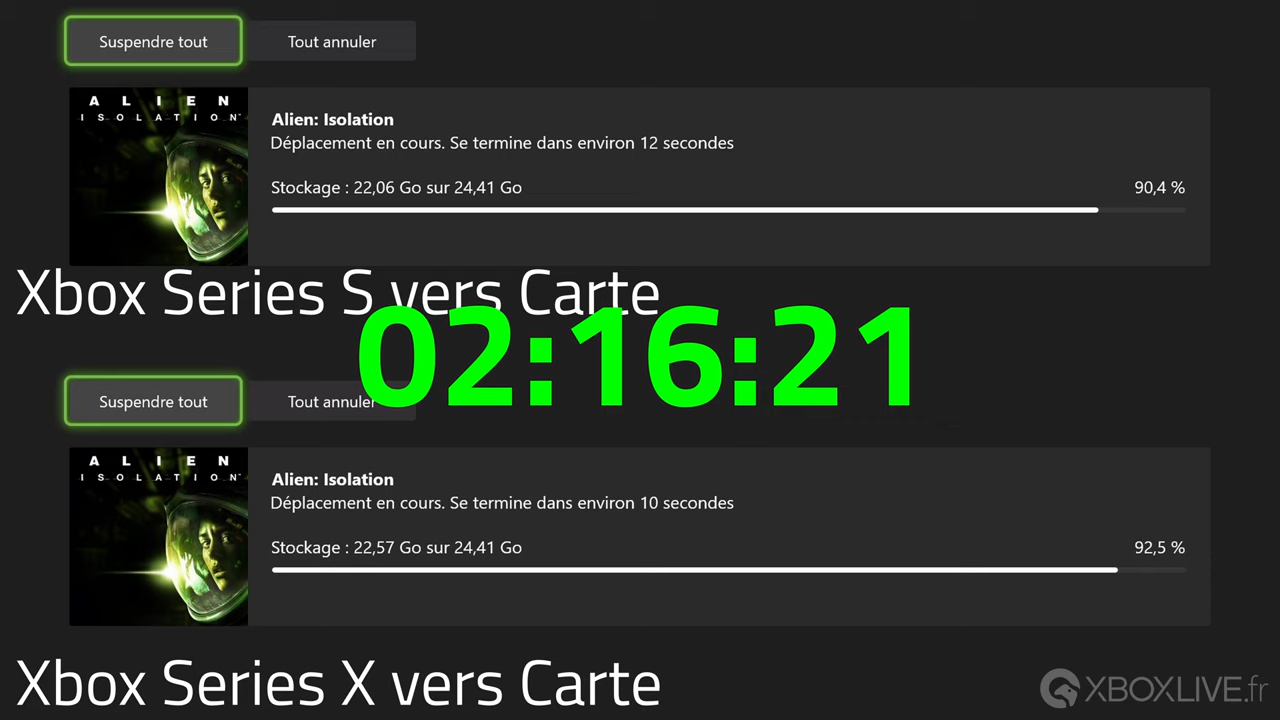 Suspendre tout
Tout annuler
ALIEN
ISOLATION
Alien: Isolation
Déplacement en cours. Se termine dans environ 12 secondes
Stockage : 22,06 Go sur 24,41 Go
90,4 %
Xbox Series S vers Carte
02:16:21
Suspendre tout
Tout annuler
ALIEN
ISOLATION
Alien: Isolation
Déplacement en cours. Se termine dans environ 10 secondes
Stockage : 22,57 Go sur 24,41 Go
92,5 %
Xbox Series X vers Carte
XBOXLIVE.fr